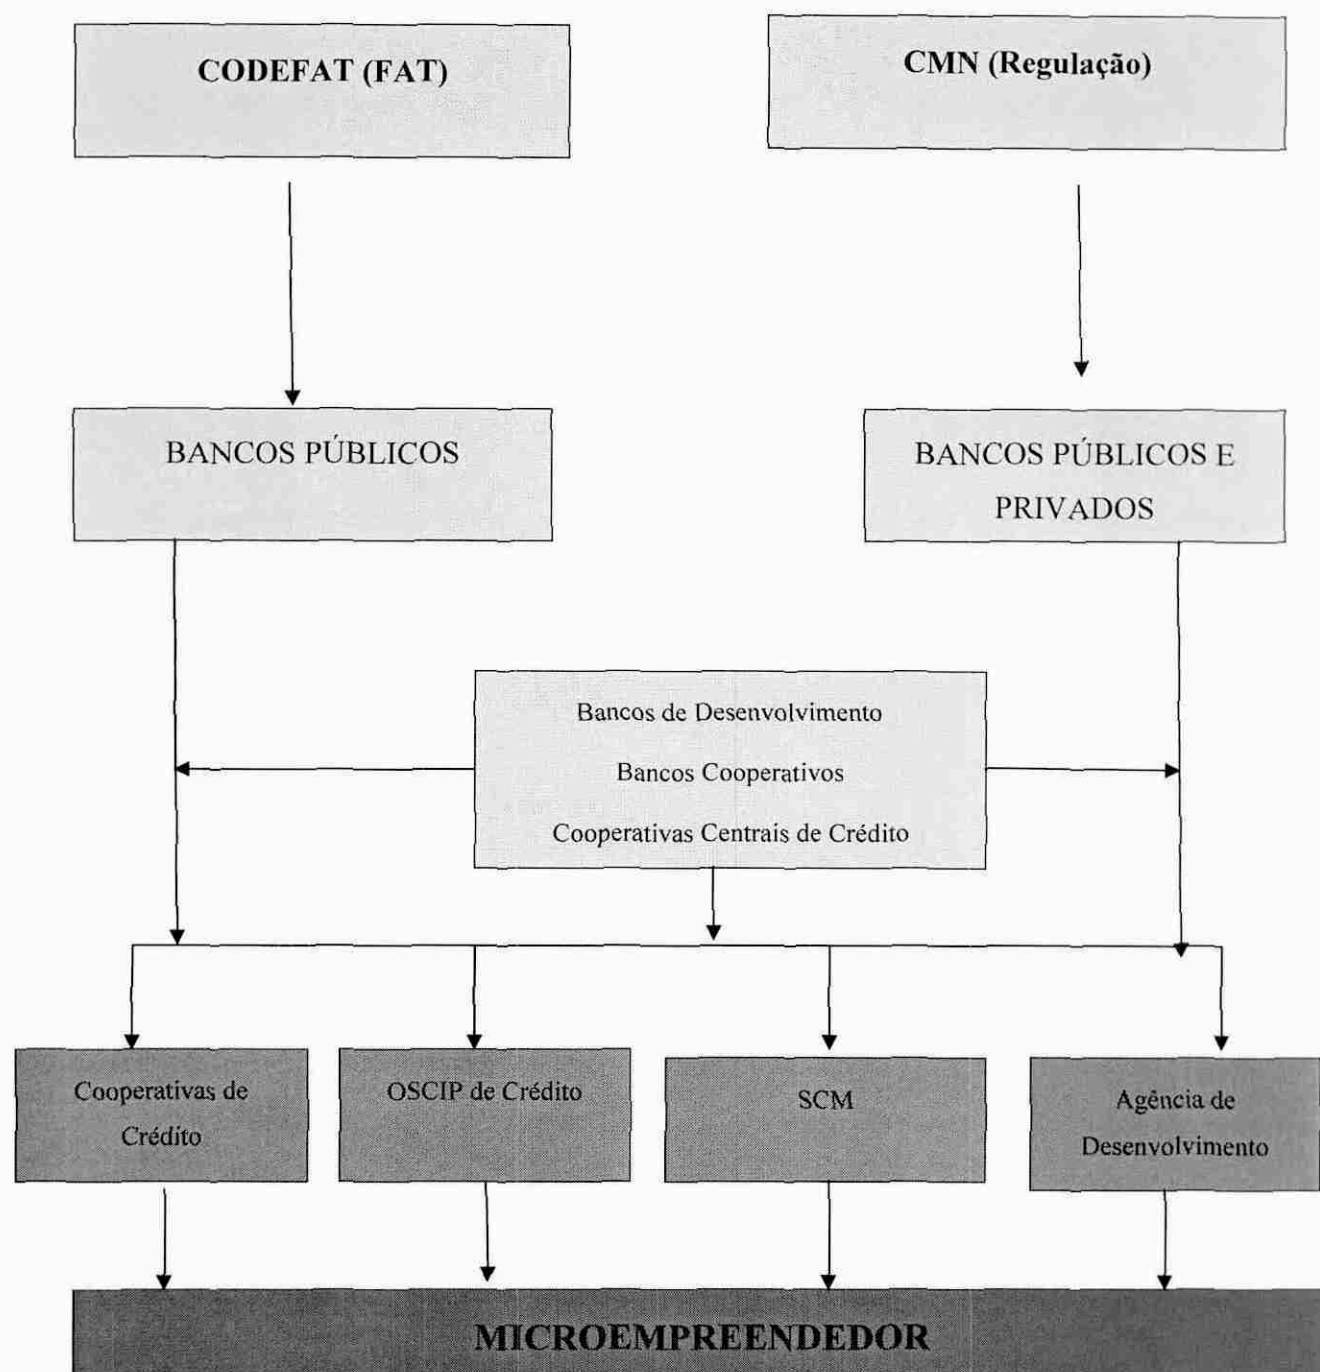 CODEFAT (FAT)
CMN (Regulação)
BANCOS PÚBLICOS
BANCOS PÚBLICOS E
PRIVADOS
Bancos de Desenvolvimento
Bancos Cooperativos
Cooperativas Centrais de Crédito
Cooperativas de
Crédito
OSCIP de Crédito
SCM
Agência de
Desenvolvimento
MICROEMPREENDEDOR